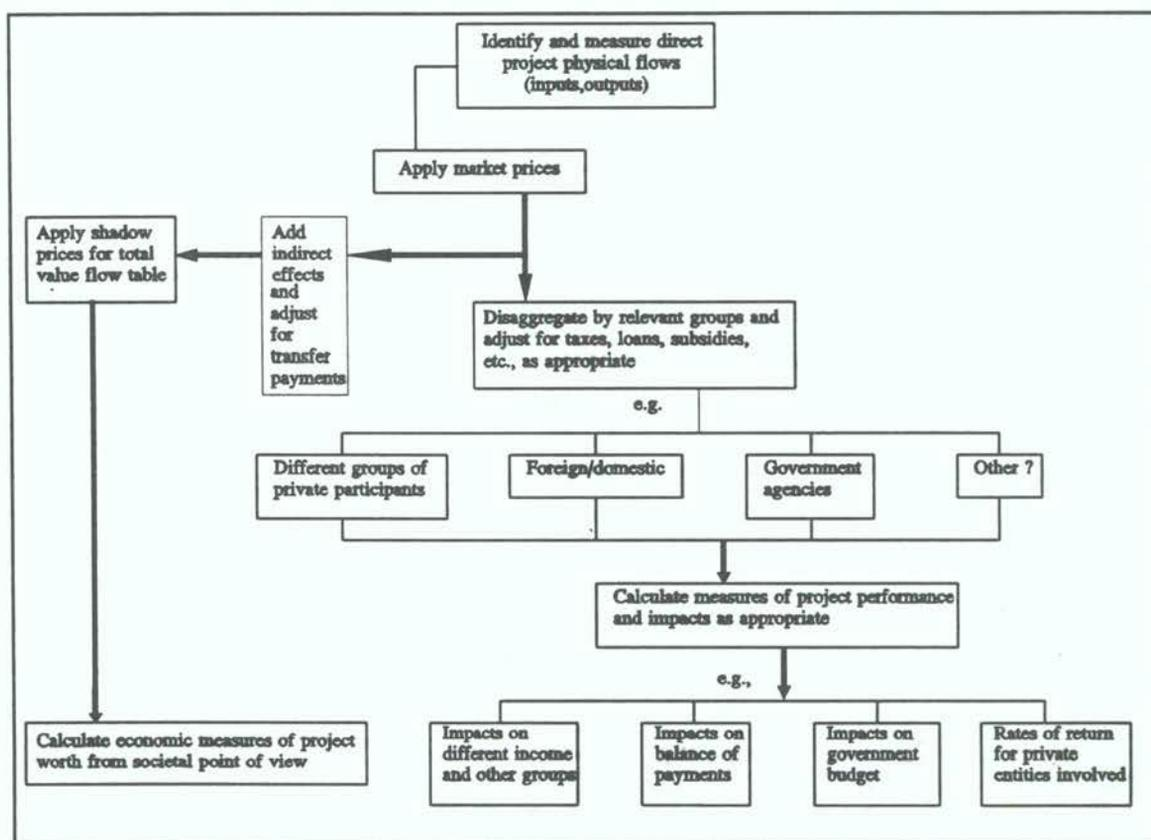 Identify and measure direct
project physical flows
(inputs,outputs)
Apply market prices
Apply shadow
prices for total
value flow table
Add
indirect
effects
and
adjust
for
transfer
payments
Disaggregate by relevant groups and
adjust for taxes, loans, subsidies,
etc., as appropriate
e.g.
Different groups of
private participants
Foreign/domestic
Government
agencies
Other ?
Calculate measures of project performance
and impacts as appropriate
e.g.,
Calculate economic measures of project
worth from societal point of view
Impacts on
different income
and other groups
Impacts on
balance of
payments
Impacts on
government
budget
Rates of return
for private
entities involved